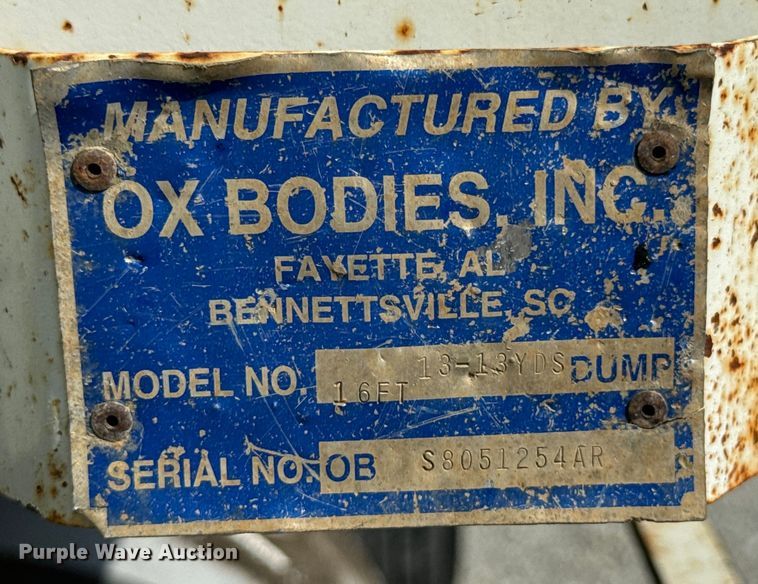 MANUFACTURED BY
OX BODIES, INC.
FAYETTE, AL
BENNETTSVILLE, SC
MODEL NO. 13-13YDS DUMP
16FT
SERIAL NO. OB S8051254AR
Purple Wave Auction